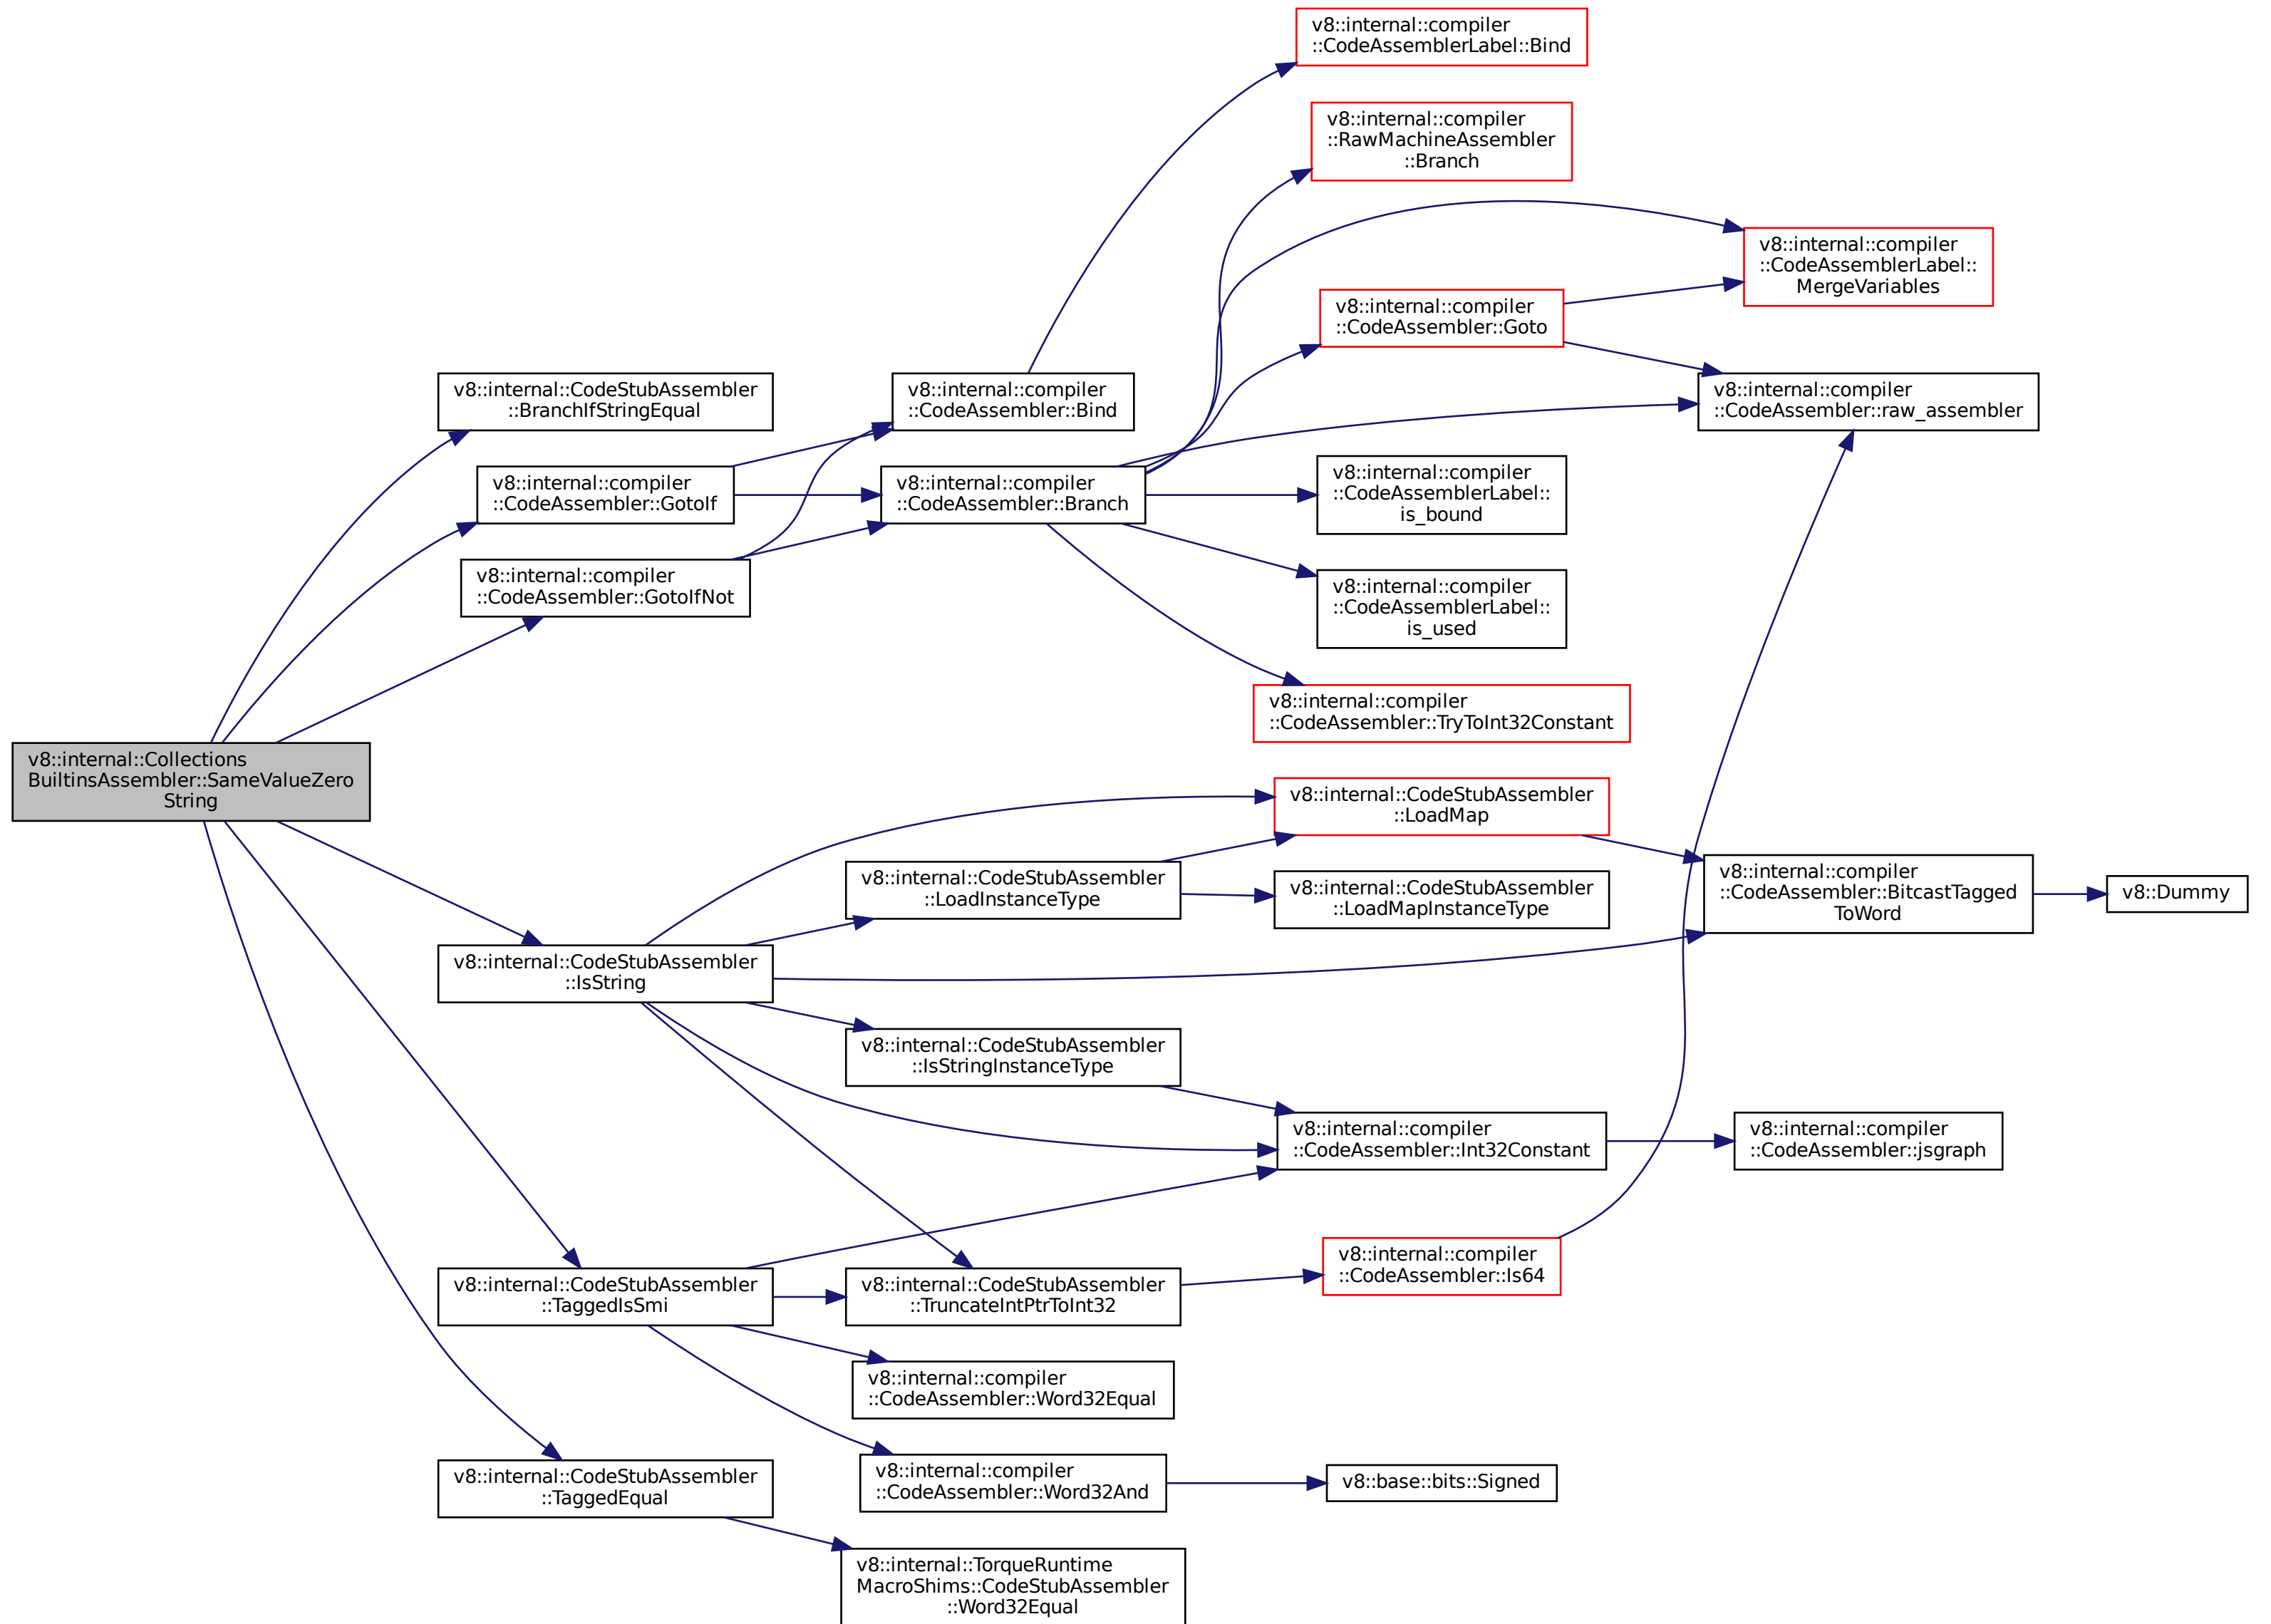 v8::internal::Collections
BuiltinsAssembler::SameValueZero
String
v8::internal::CodeStubAssembler
::BranchIfStringEqual
v8::internal::compiler
::CodeAssembler::GotoIf
v8::internal::compiler
::CodeAssembler::GotoIfNot
v8::internal::CodeStubAssembler
::IsString
v8::internal::CodeStubAssembler
::TaggedIsSmi
v8::internal::CodeStubAssembler
::TaggedEqual
v8::internal::compiler
::CodeAssembler::Bind
v8::internal::compiler
::CodeAssembler::Branch
v8::internal::CodeStubAssembler
::LoadInstanceType
v8::internal::CodeStubAssembler
::IsStringInstanceType
v8::internal::CodeStubAssembler
::TruncateIntPtrToInt32
v8::internal::compiler
::CodeAssembler::Word32Equal
v8::internal::compiler
::CodeAssembler::Word32And
v8::internal::TorqueRuntime
MacroShims::CodeStubAssembler
::Word32Equal
v8::internal::compiler
::CodeAssemblerLabel::Bind
v8::internal::compiler
::RawMachineAssembler
::Branch
v8::internal::compiler
::CodeAssembler::Goto
v8::internal::compiler
::CodeAssemblerLabel::
is_bound
v8::internal::compiler
::CodeAssemblerLabel::
is_used
v8::internal::compiler
::CodeAssembler::TryToInt32Constant
v8::internal::CodeStubAssembler
::LoadMap
v8::internal::CodeStubAssembler
::LoadMapInstanceType
v8::internal::compiler
::CodeAssembler::Int32Constant
v8::internal::compiler
::CodeAssembler::Is64
v8::base::bits::Signed
v8::internal::compiler
::CodeAssemblerLabel::
MergeVariables
v8::internal::compiler
::CodeAssembler::raw_assembler
v8::internal::compiler
::CodeAssembler::BitcastTagged
ToWord
v8::internal::compiler
::CodeAssembler::jsgraph
v8::Dummy